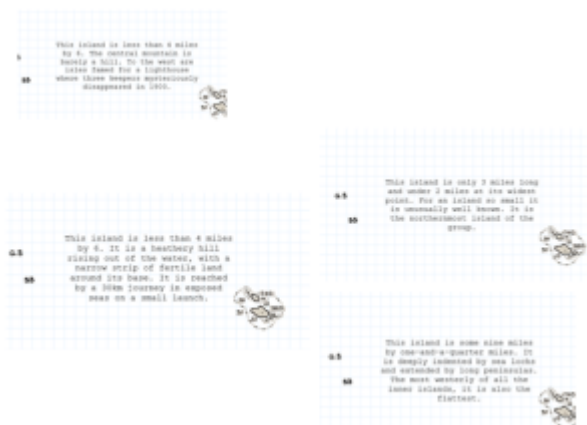 This island is less than 6 miles
by 4. The central mountain is
barely a hill. To the west are
isles famed for a lighthouse
where three keepers mysteriously
disappeared in 1900.
This island is only 3 miles long
and under 2 miles at its widest
point. For an island so small it
is unusually well known. It is
the northernmost island of the
group.
This island is less than 4 miles
by 6. It is a heathery hill
rising out of the water, with a
narrow strip of fertile land
around its base. It is reached
by a 30km journey in exposed
seas on a small launch.
This island is some nine miles
by one-and-a-quarter miles. It
is deeply indented by sea lochs
and extended by long peninsulas.
The most westerly of all the
inner islands, it is also the
flattest.